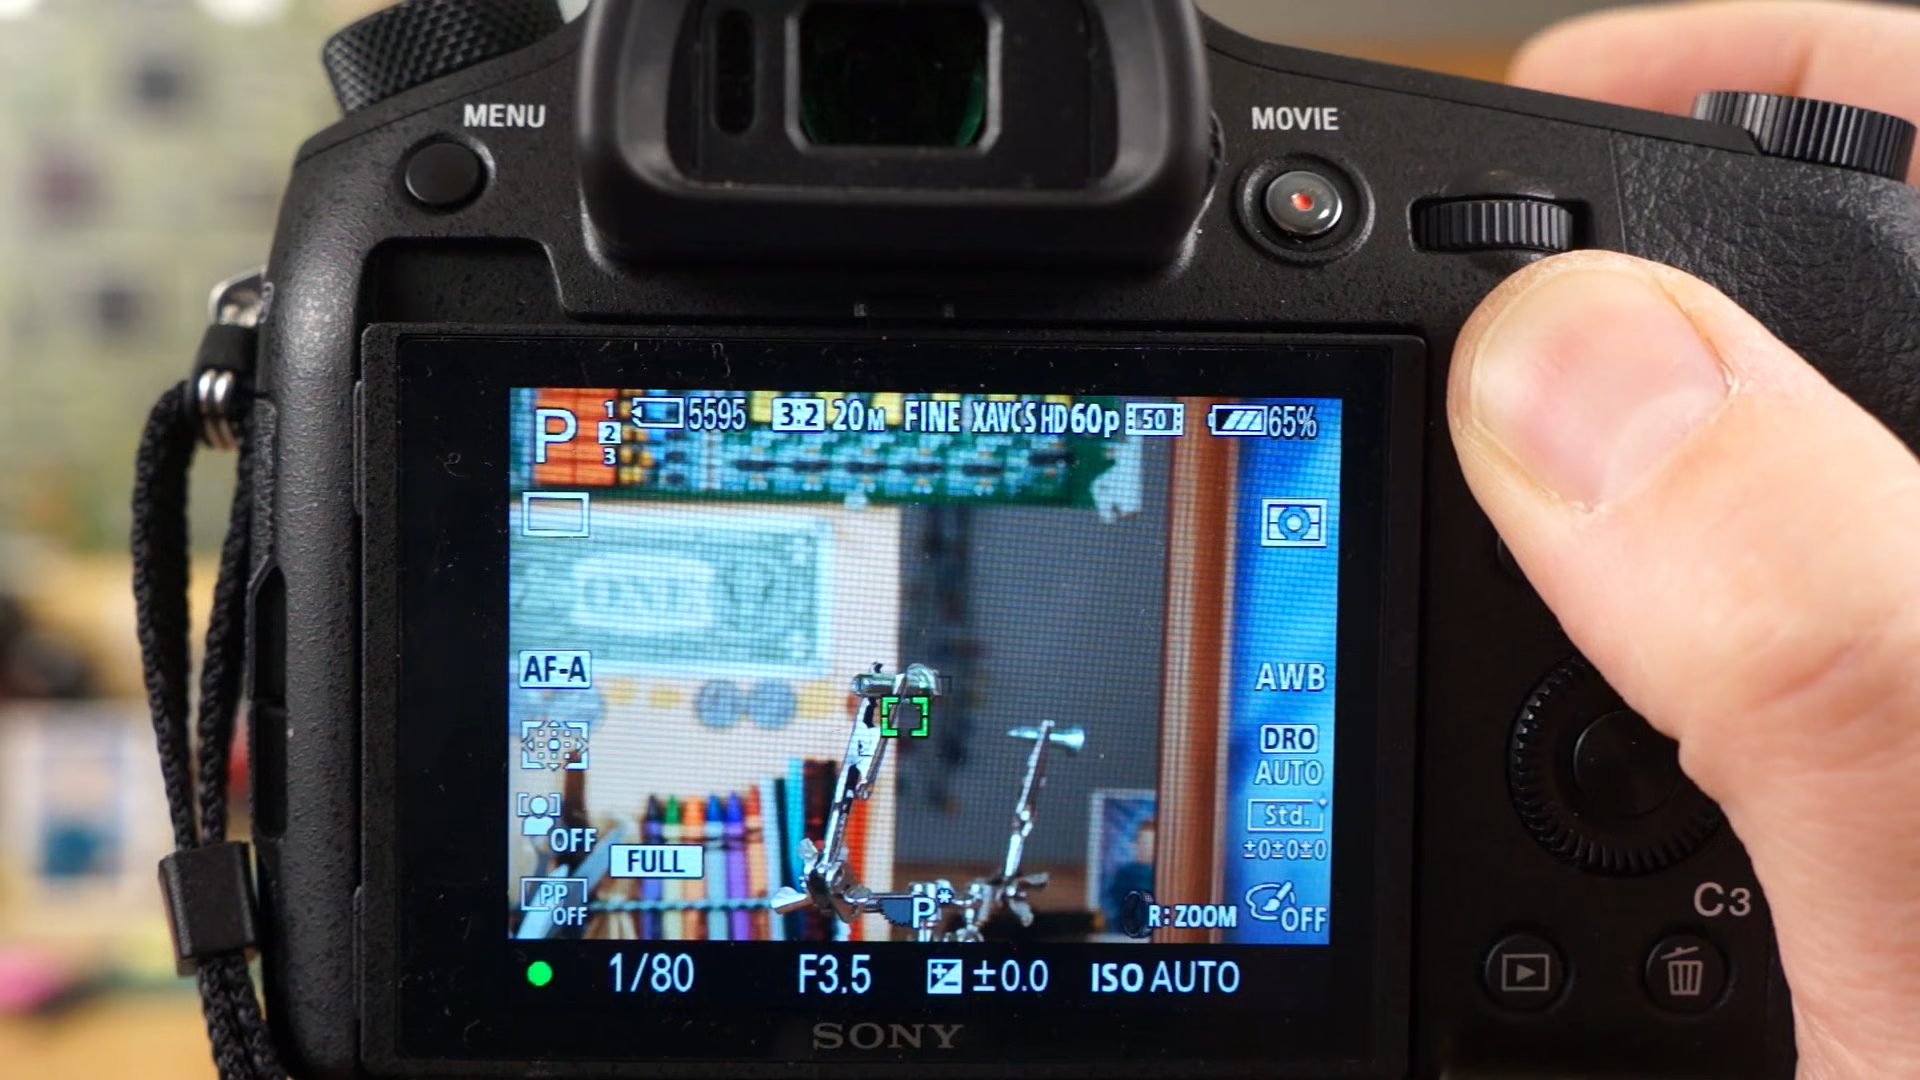 MENU
MOVIE
P 1 2 3 5595 3:2 20M FINE XAVC S HD 60p 50 65%
ONE
AF-A
AWB
DRO
AUTO
Std.
±0±0±0
OFF
FULL
PP
OFF
P*
R: ZOOM
OFF
1/80 F3.5 ±0.0 ISO AUTO
SONY
C3